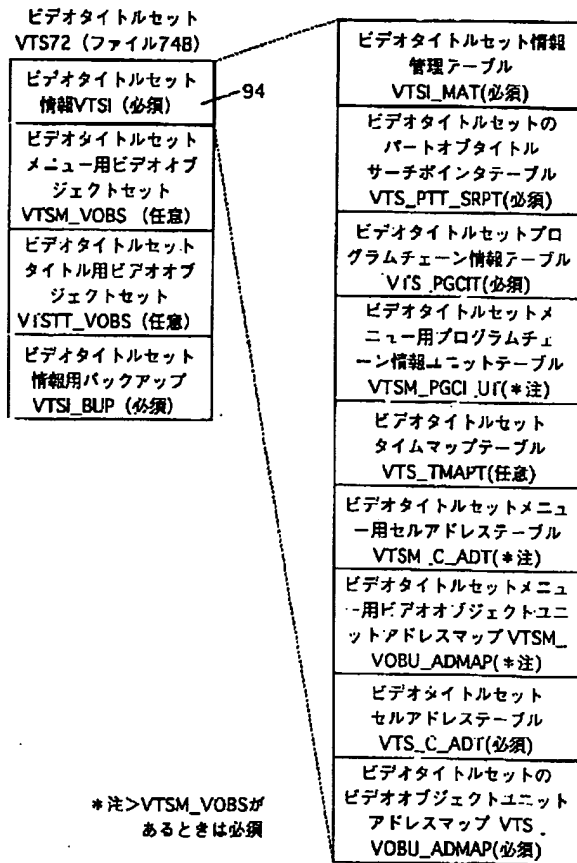 ビデオタイトルセット
VTS72（ファイル74B）
ビデオタイトルセット
情報VTSI（必須）
94
ビデオタイトルセット
メニュー用ビデオオブ
ジェクトセット
VTSM_VOBS（任意）
ビデオタイトルセット
タイトル用ビデオオブ
ジェクトセット
VTSTT_VOBS（任意）
ビデオタイトルセット
情報用バックアップ
VTSI_BUP（必須）
＊注>VTSM_VOBSが
あるときは必須
ビデオタイトルセット情報
管理テーブル
VTSI_MAT(必須)
ビデオタイトルセットの
パートオブタイトル
サーチポインタテーブル
VTS_PTT_SRPT(必須)
ビデオタイトルセットプロ
グラムチェーン情報テーブル
VTS_PGCIT(必須)
ビデオタイトルセットメ
ニュー用プログラムチェ
ーン情報ユニットテーブル
VTSM_PGCI_UT(＊注)
ビデオタイトルセット
タイムマップテーブル
VTS_TMAPT(任意)
ビデオタイトルセットメニュ
ー用セルアドレステーブル
VTSM_C_ADT(＊注)
ビデオタイトルセットメニュ
ー用ビデオオブジェクトユニ
ットアドレスマップVTSM_
VOBU_ADMAP(＊注)
ビデオタイトルセット
セルアドレステーブル
VTS_C_ADT(必須)
ビデオタイトルセットの
ビデオオブジェクトユニット
アドレスマップ VTS_
VOBU_ADMAP(必須)